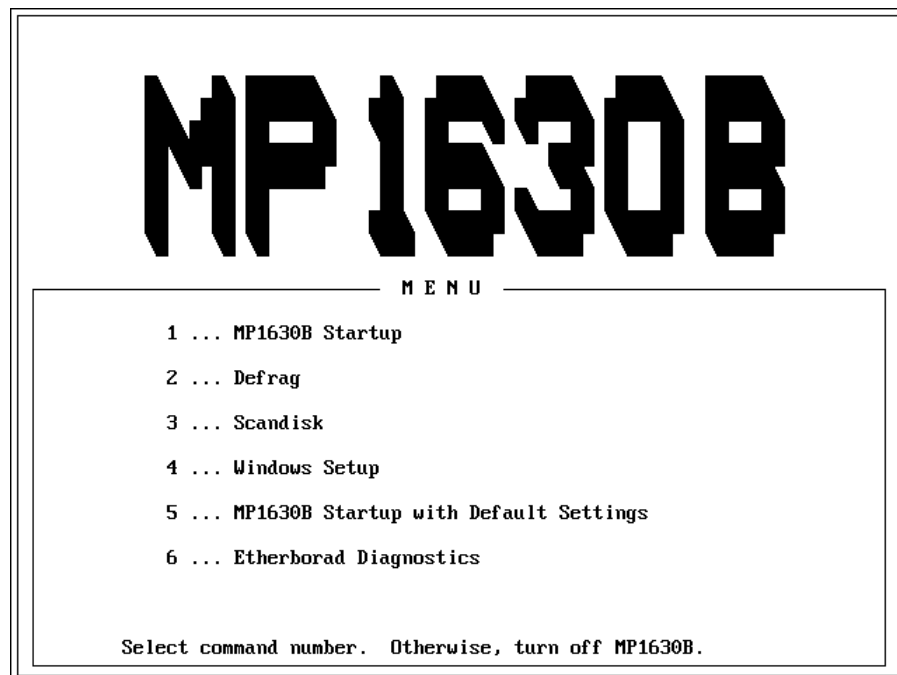 MP1630B
M E N U
1 ... MP1630B Startup
2 ... Defrag
3 ... Scandisk
4 ... Windows Setup
5 ... MP1630B Startup with Default Settings
6 ... Etherborad Diagnostics
Select command number.  Otherwise, turn off MP1630B.